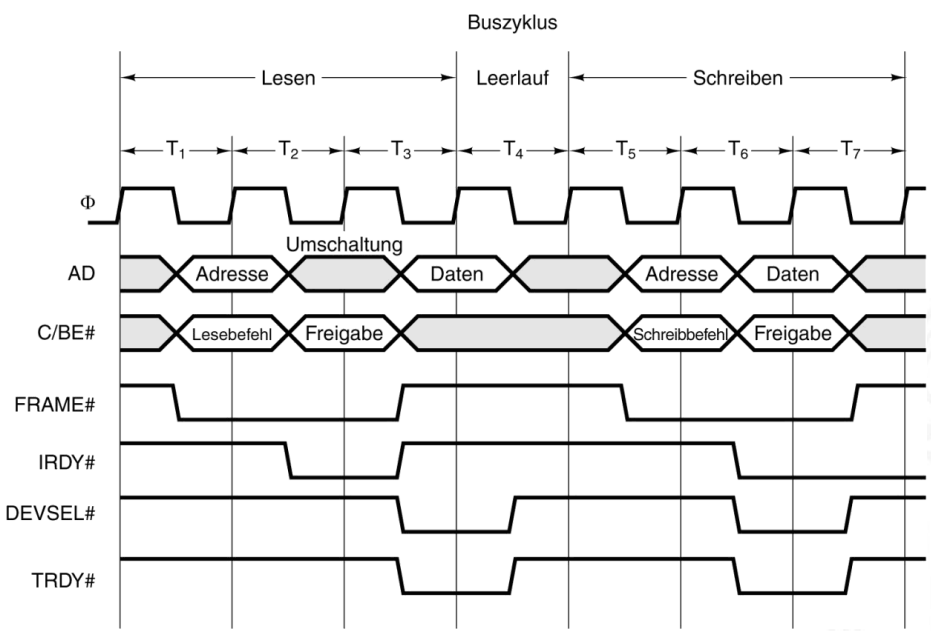 Buszyklus
Lesen Leerlauf Schreiben
T1 T2 T3 T4 T5 T6 T7
Φ
Umschaltung
AD Adresse Daten Adresse Daten
C/BE# Lesebefehl Freigabe Schreibbefehl Freigabe
FRAME#
IRDY#
DEVSEL#
TRDY#